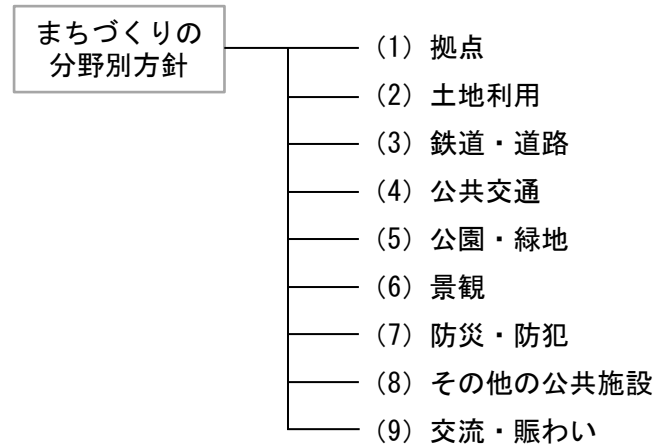 まちづくりの
分野別方針
(1) 拠点
(2) 土地利用
(3) 鉄道・道路
(4) 公共交通
(5) 公園・緑地
(6) 景観
(7) 防災・防犯
(8) その他の公共施設
(9) 交流・賑わい